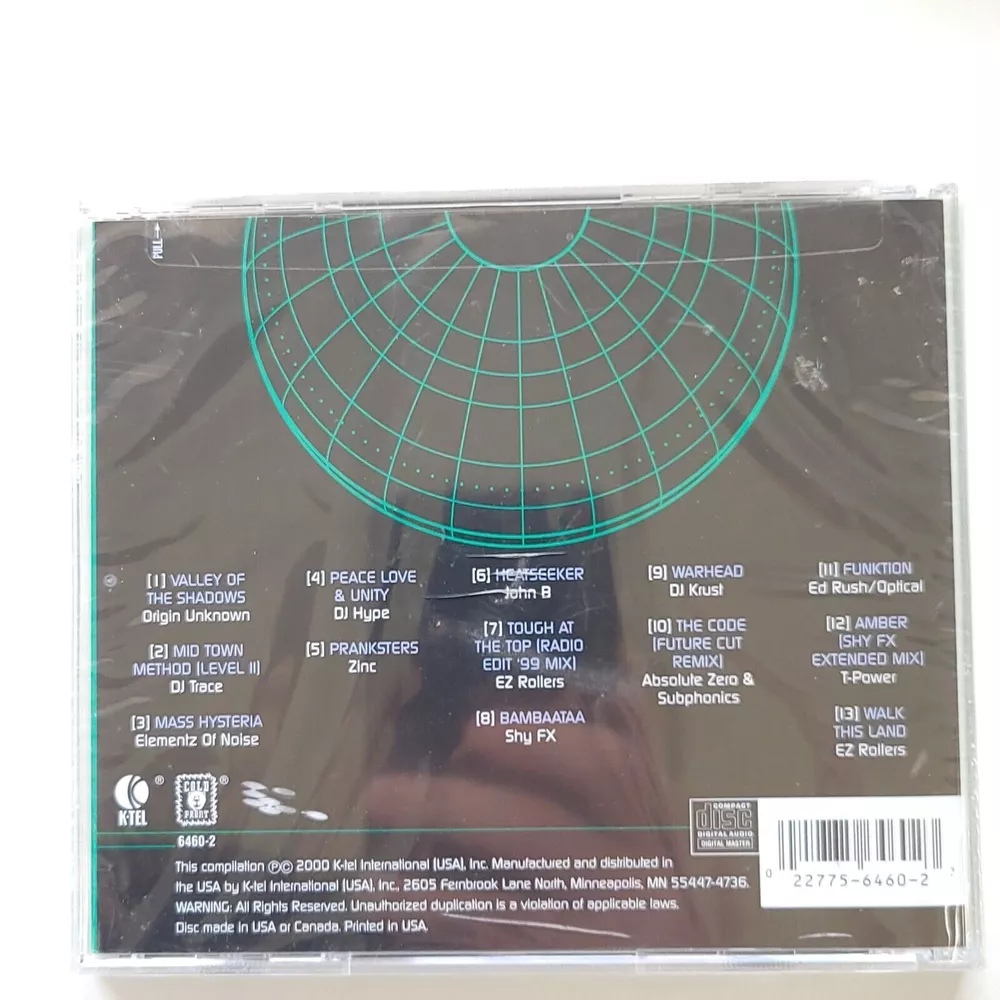 PULL→
[1] VALLEY OF
THE SHADOWS
Origin Unknown
[2] MID TOWN
METHOD (LEVEL II)
DJ Trace
[3] MASS HYSTERIA
Elementz Of Noise
[4] PEACE LOVE
& UNITY
DJ Hype
[5] PRANKSTERS
Zinc
[6] HEATSEEKER
John B
[7] TOUGH AT
THE TOP (RADIO
EDIT '99 MIX)
EZ Rollers
[8] BAMBAATAA
Shy FX
[9] WARHEAD
DJ Krust
[10] THE CODE
(FUTURE CUT
REMIX)
Absolute Zero &
Subphonics
[11] FUNKTION
Ed Rush/Optical
[12] AMBER
(SHY FX
EXTENDED MIX)
T-Power
[13] WALK
THIS LAND
EZ Rollers
K-TEL ®
COLD ®
FRONT
6460-2
COMPACT
disc
DIGITAL AUDIO
DIGITAL MASTER
This compilation ℗© 2000 K-tel International (USA), Inc. Manufactured and distributed in
the USA by K-tel International (USA), Inc., 2605 Fernbrook Lane North, Minneapolis, MN 55447-4736.
WARNING: All Rights Reserved. Unauthorized duplication is a violation of applicable laws.
Disc made in USA or Canada. Printed in USA.
0 22775-6460-2 7